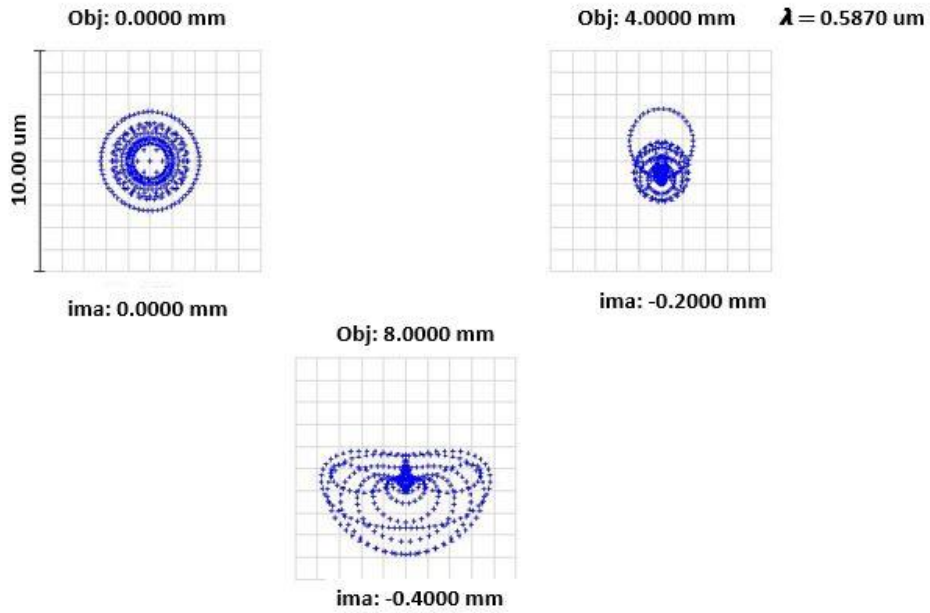 Obj: 0.0000 mm
Obj: 4.0000 mm
λ = 0.5870 um
10.00 um
ima: 0.0000 mm
ima: -0.2000 mm
Obj: 8.0000 mm
ima: -0.4000 mm